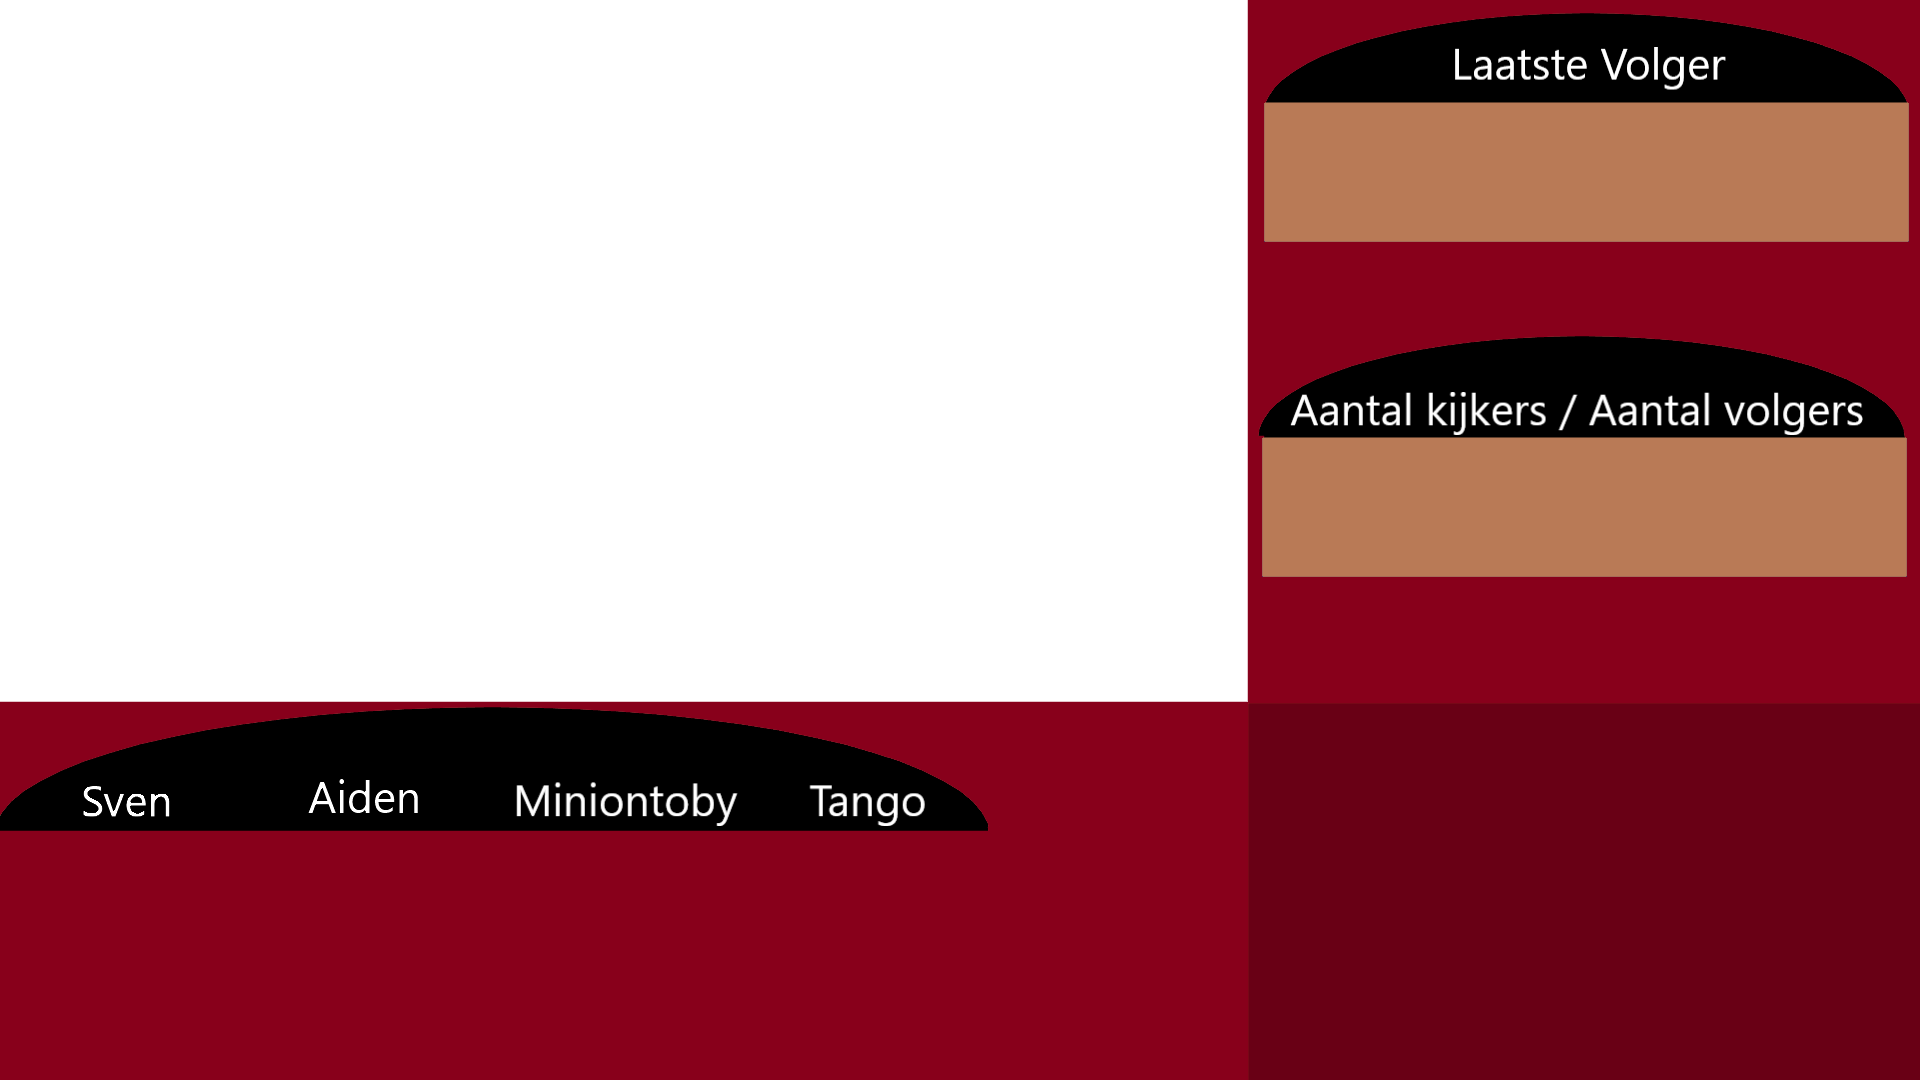 Laatste Volger
Aantal kijkers / Aantal volgers
Sven Aiden Miniontoby Tango